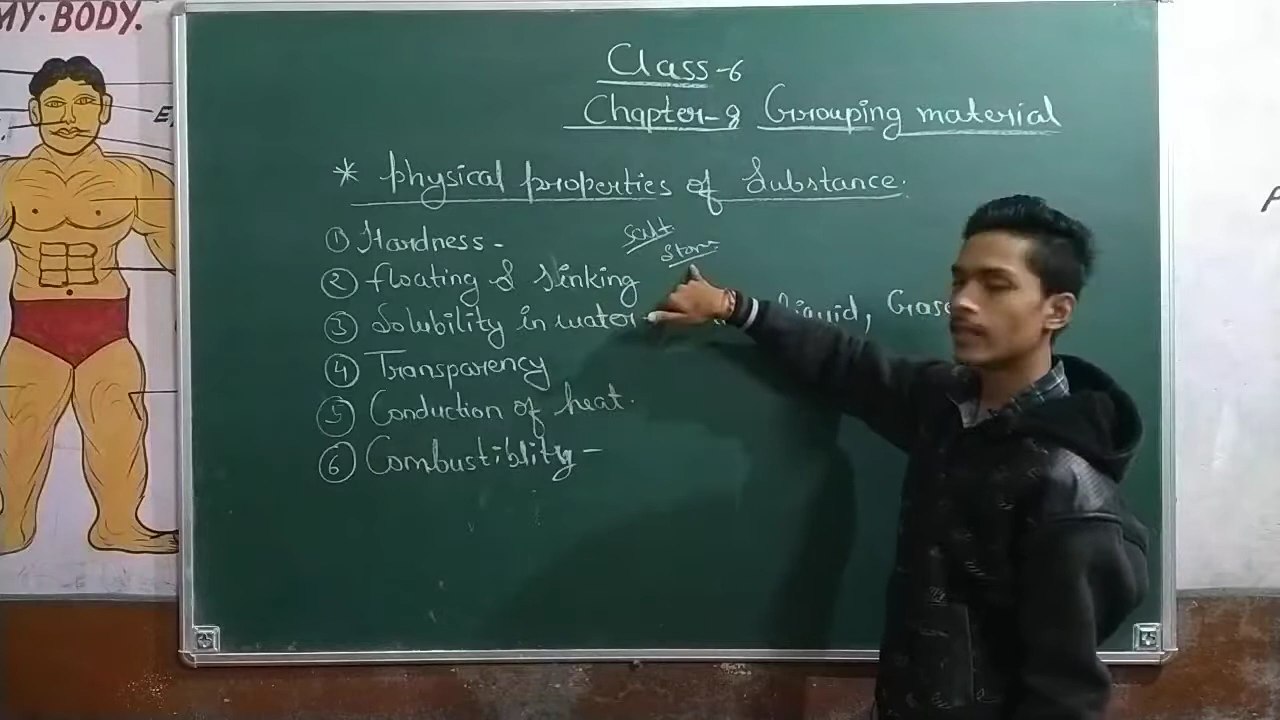 MY·BODY.
Class-6
Chapter-8 Grouping material
* Physical properties of Substance.
① Hardness - Salt
Stone
② floating & Sinking
③ Solubility in water - liquid, Gase
④ Transparency
⑤ Conduction of heat.
⑥ Combustiblity -